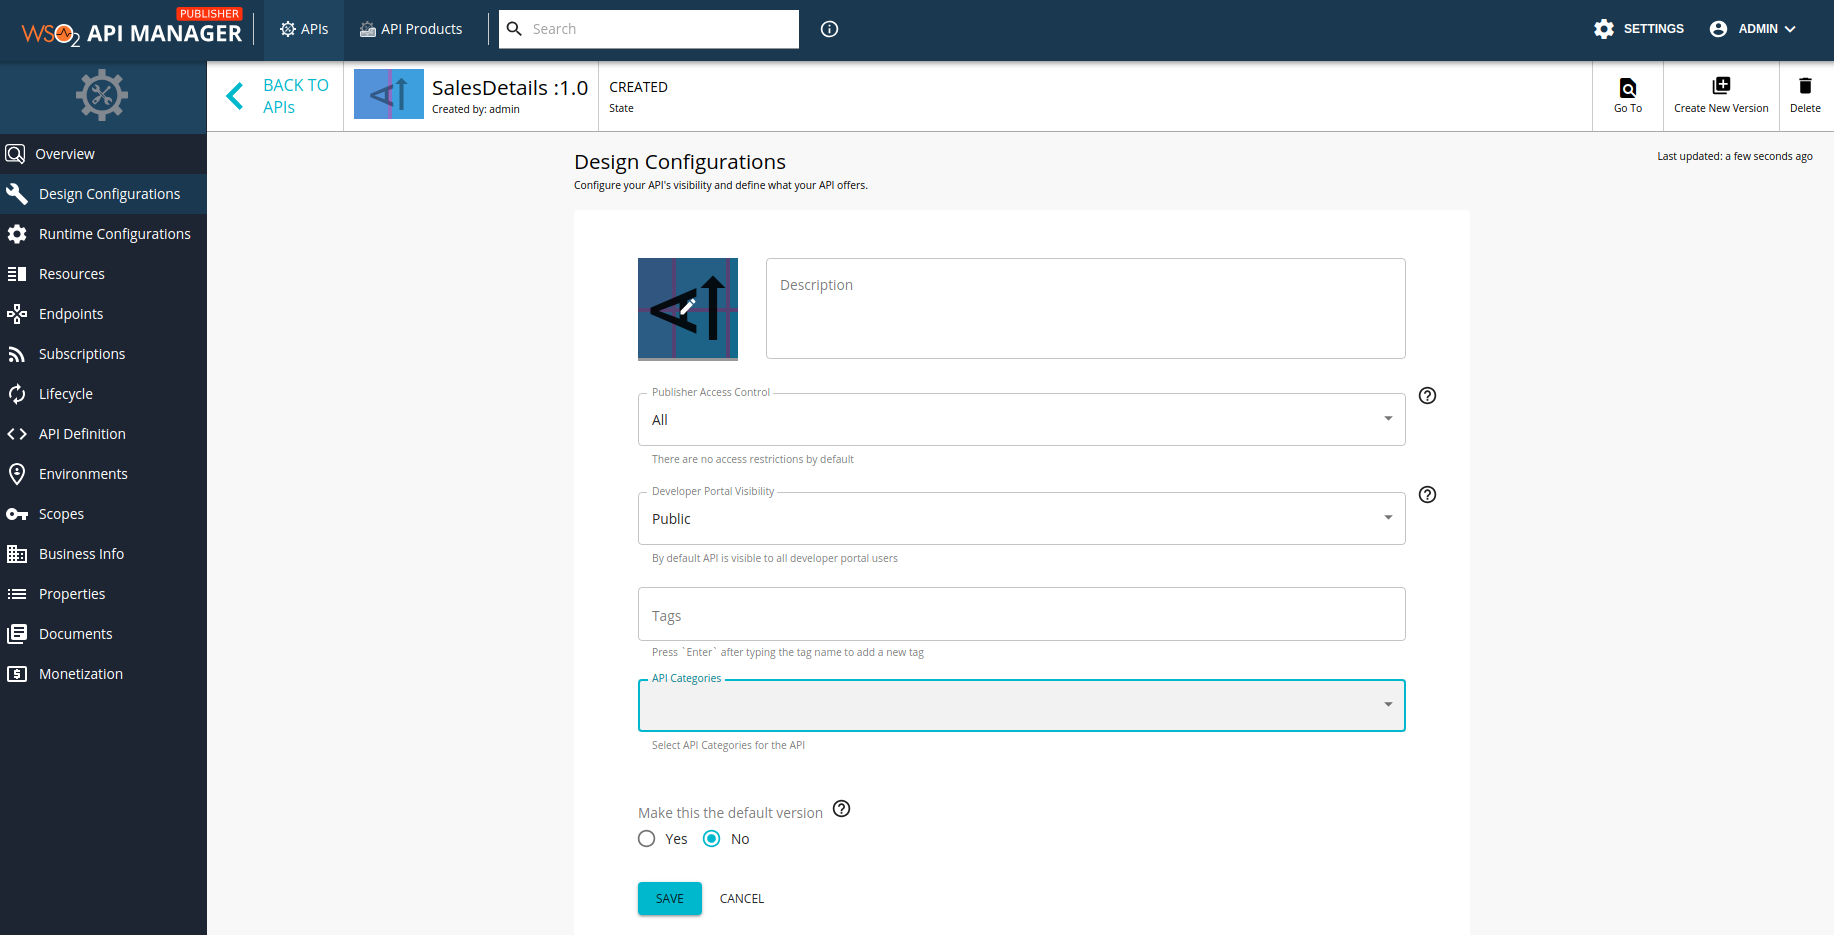 PUBLISHER
WSO2 API MANAGER
APIs
API Products
Search
SETTINGS
ADMIN
BACK TO
APIs
SalesDetails :1.0
Created by: admin
CREATED
State
Go To
Create New Version
Delete
Overview
Design Configurations
Runtime Configurations
Resources
Endpoints
Subscriptions
Lifecycle
API Definition
Environments
Scopes
Business Info
Properties
Documents
Monetization
Design Configurations
Configure your API's visibility and define what your API offers.
Last updated: a few seconds ago
A
Description
Publisher Access Control
All
There are no access restrictions by default
Developer Portal Visibility
Public
By default API is visible to all developer portal users
Tags
Press `Enter` after typing the tag name to add a new tag
API Categories
Select API Categories for the API
Make this the default version
Yes
No
SAVE
CANCEL